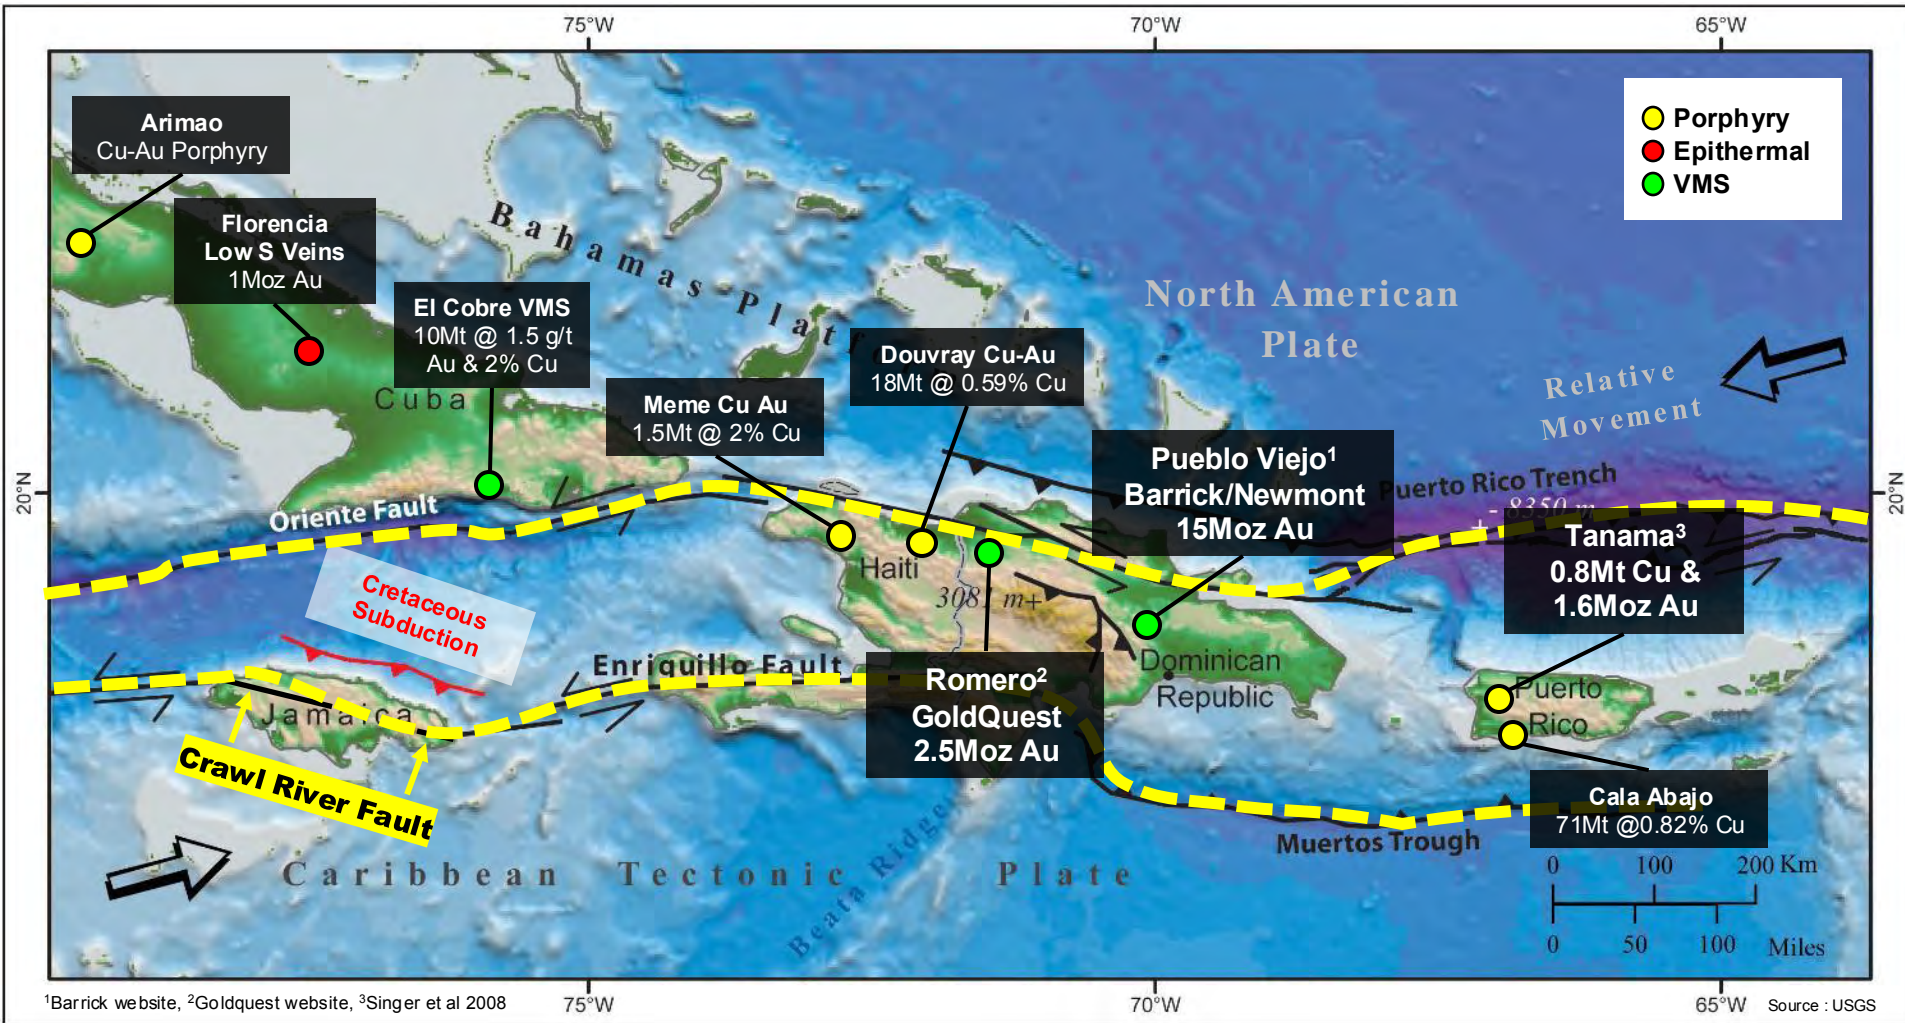 75°W
70°W
65°W
Porphyry
Epithermal
VMS
Arimao
Cu-Au Porphyry
Florencia
Low S Veins
1Moz Au
El Cobre VMS
10Mt @ 1.5 g/t
Au & 2% Cu
Bahamas Platform
North American
Plate
Relative
Movement
Cuba
Douvray Cu-Au
18Mt @ 0.59% Cu
Meme Cu Au
1.5Mt @ 2% Cu
Pueblo Viejo¹
Barrick/Newmont
15Moz Au
20°N
20°N
Puerto Rico Trench
- 8350 m
+
Oriente Fault
Tanama³
0.8Mt Cu &
1.6Moz Au
Haiti
3081 m+
Cretaceous
Subduction
Enriquillo Fault
Dominican
Republic
Romero²
GoldQuest
2.5Moz Au
Puerto
Rico
Jamaica
Crawl River Fault
Cala Abajo
71Mt @0.82% Cu
Muertos Trough
Caribbean Tectonic Plate
Beata Ridge
0 100 200 Km
0 50 100 Miles
75°W
70°W
65°W
¹Barrick website, ²Goldquest website, ³Singer et al 2008
Source : USGS